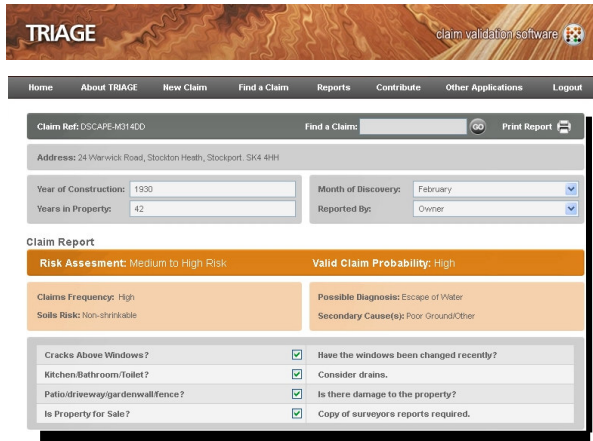 TRIAGE claim validation software
Home About TRIAGE New Claim Find a Claim Reports Contribute Other Applications Logout
Claim Ref: DSCAPE-M314DD Find a Claim: GO Print Report
Address: 24 Warwick Road, Stockton Heath, Stockport. SK4 4HH
Year of Construction: 1930 Month of Discovery: February
Years in Property: 42 Reported By: Owner
Claim Report
Risk Assesment: Medium to High Risk Valid Claim Probability: High
Claims Frequency: High Possible Diagnosis: Escape of Water
Soils Risk: Non-shrinkable Secondary Cause(s): Poor Ground/Other
Cracks Above Windows? Have the windows been changed recently?
Kitchen/Bathroom/Toilet? Consider drains.
Patio/driveway/gardenwall/fence? Is there damage to the property?
Is Property for Sale? Copy of surveyors reports required.